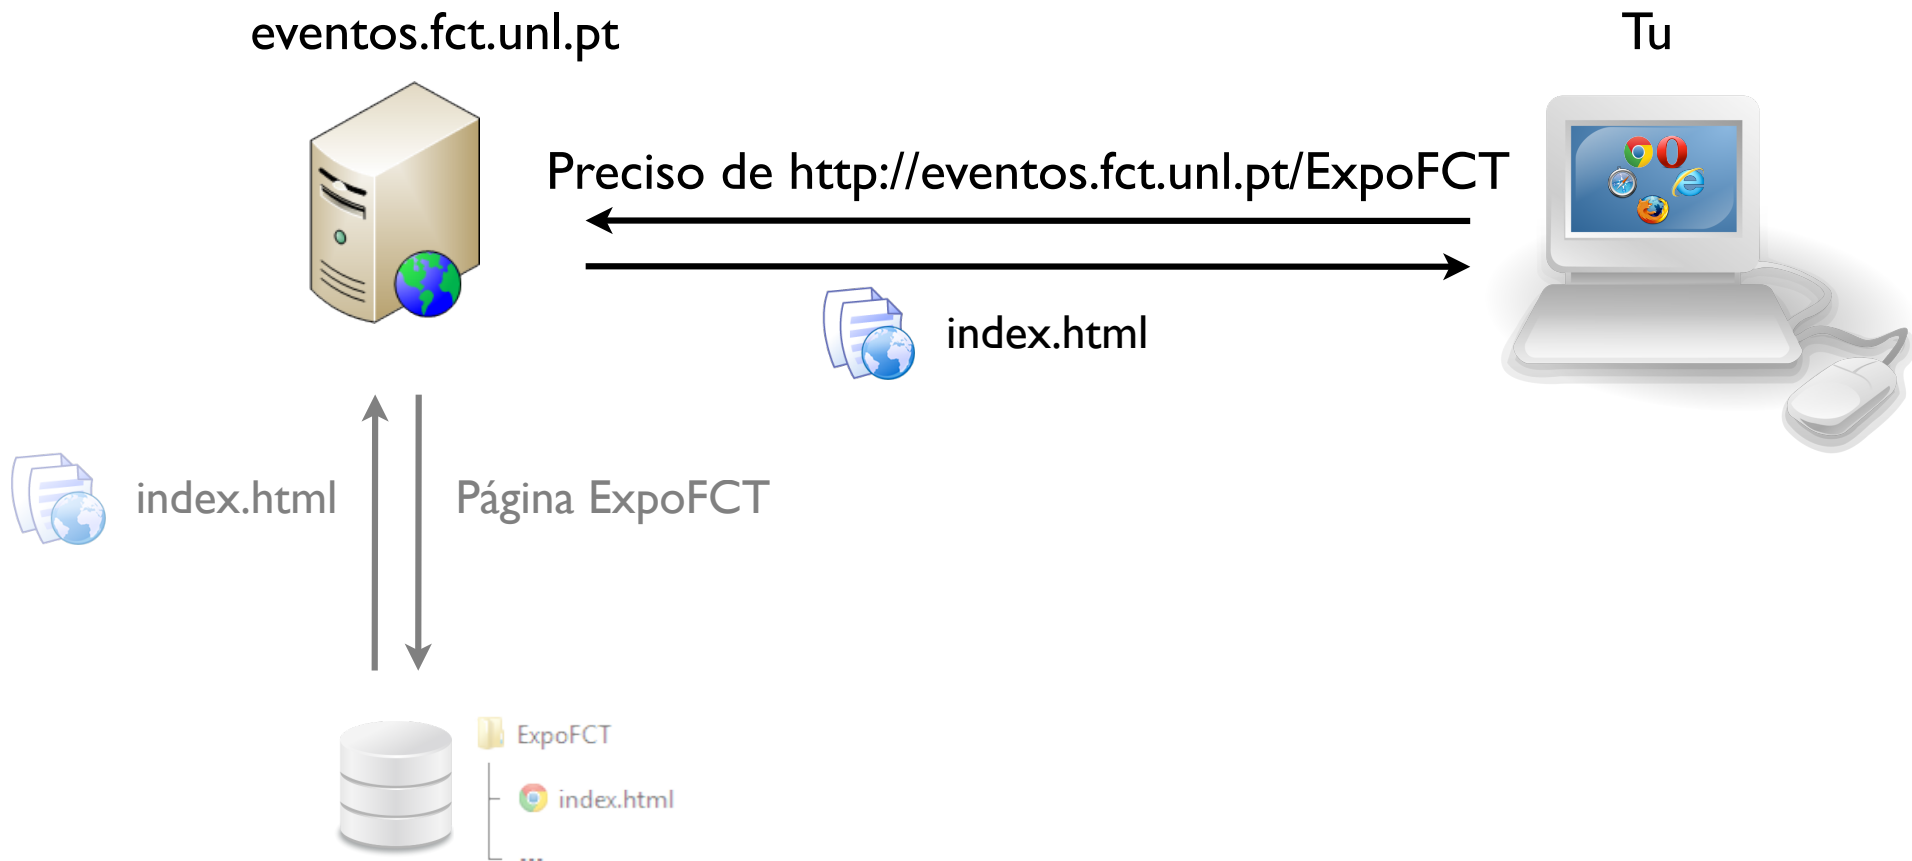 eventos.fct.unl.pt
Tu
Preciso de http://eventos.fct.unl.pt/ExpoFCT
index.html
index.html
Página ExpoFCT
ExpoFCT
index.html
...